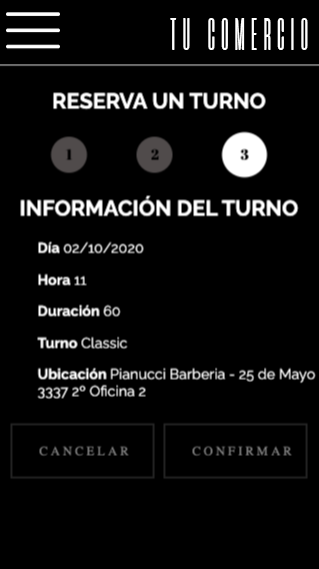 TU COMERCIO
RESERVA UN TURNO
1 2 3
INFORMACIÓN DEL TURNO
Día 02/10/2020
Hora 11
Duración 60
Turno Classic
Ubicación Pianucci Barberia - 25 de Mayo
3337 2º Oficina 2
CANCELAR CONFIRMAR